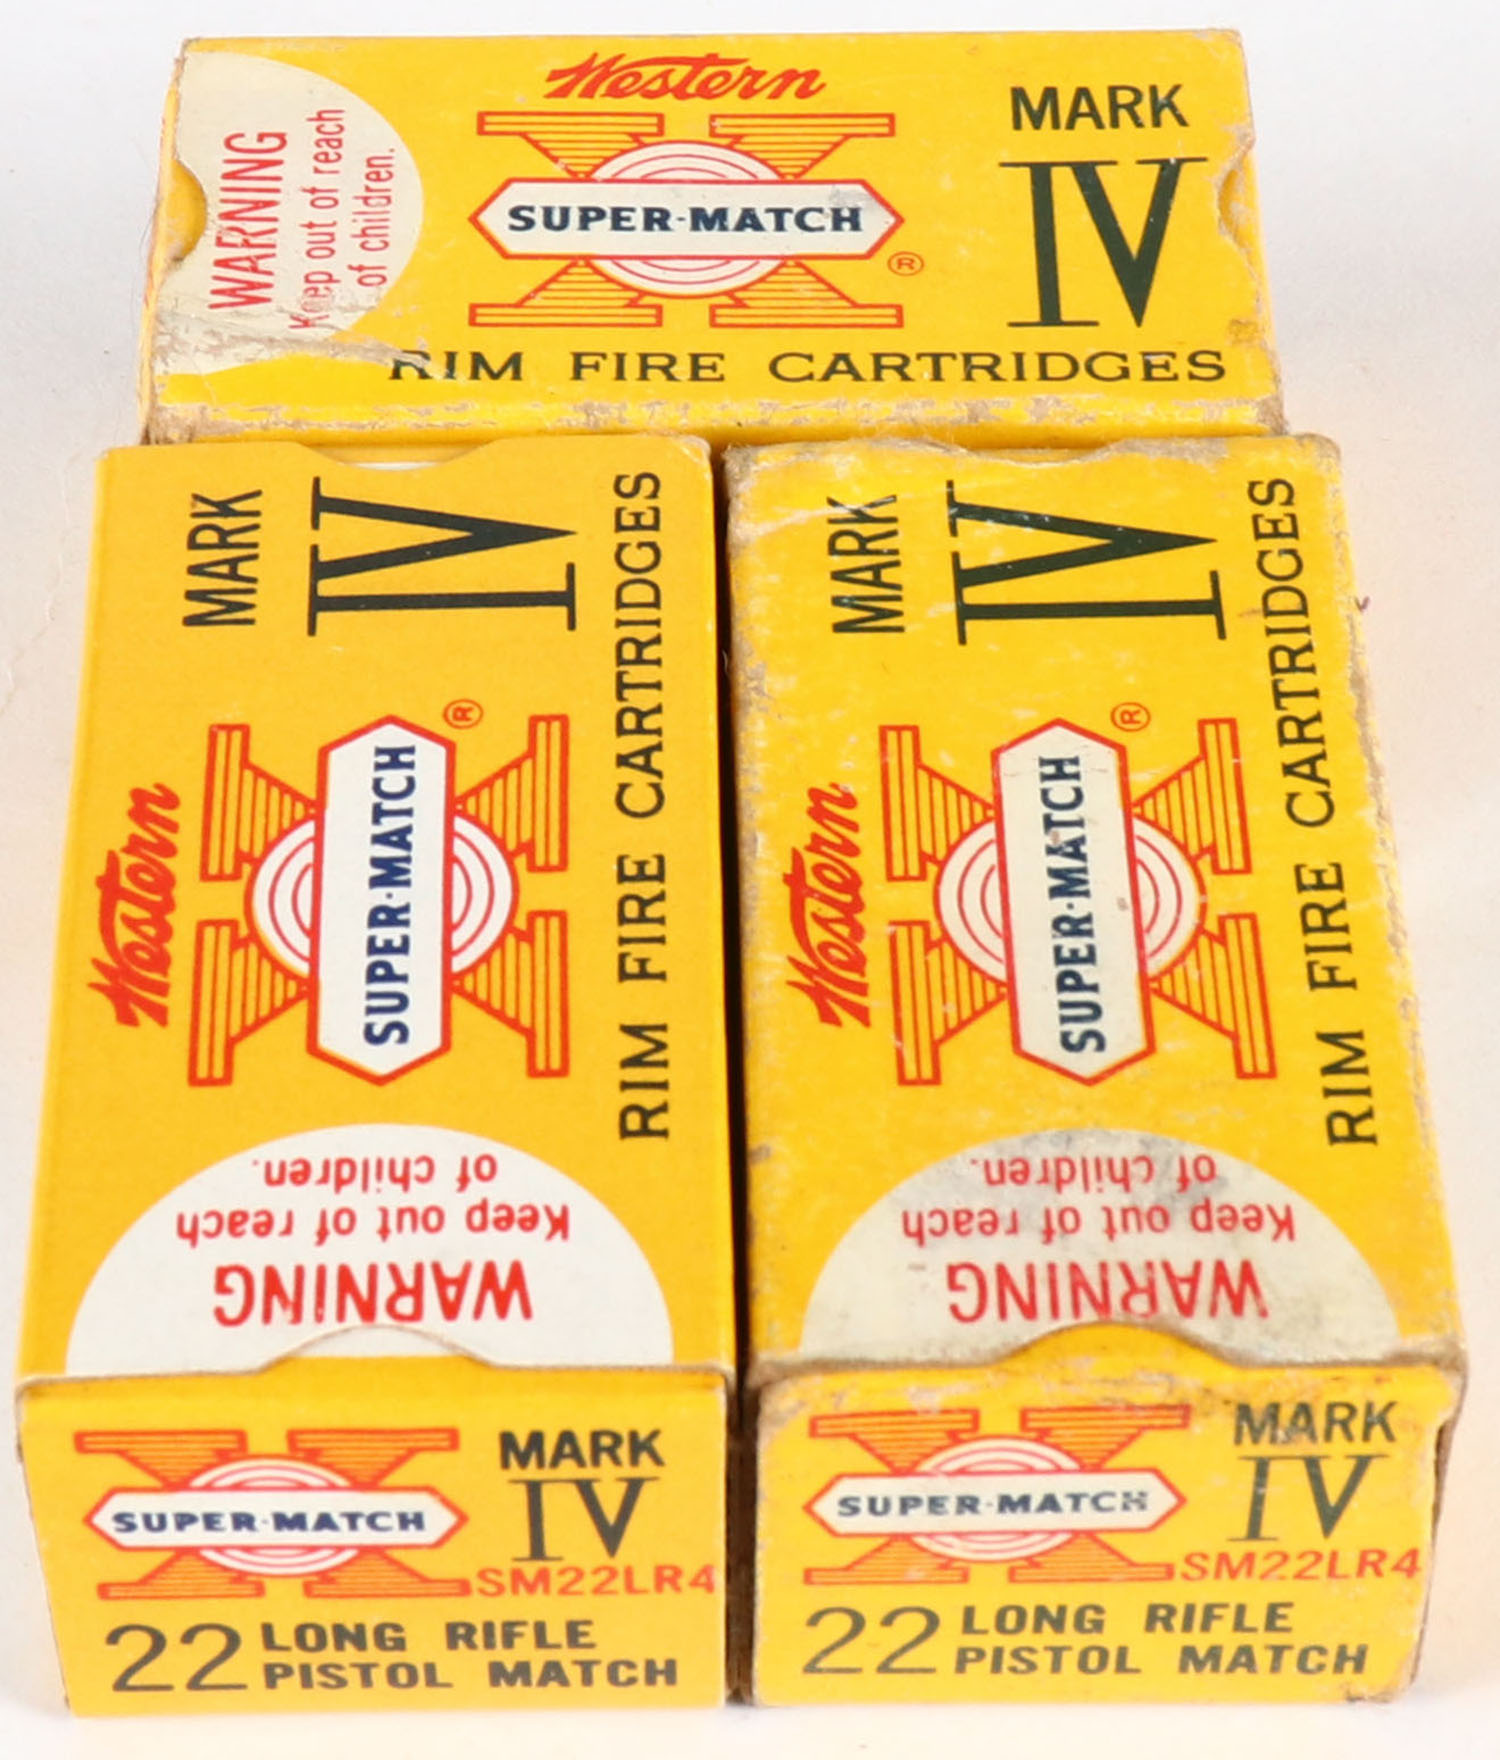 Western
SUPER-MATCH
®
MARK
IV
RIM FIRE CARTRIDGES
WARNING
Keep out of reach
of children.
Western
SUPER·MATCH
®
MARK
IV
RIM FIRE CARTRIDGES
WARNING
Keep out of reach
of children.
SUPER·MATCH
MARK
IV
SM22LR4
22 LONG RIFLE
PISTOL MATCH
Western
SUPER·MATCH
®
MARK
IV
RIM FIRE CARTRIDGES
WARNING
Keep out of reach
of children.
SUPER·MATCH
MARK
IV
SM22LR4
22 LONG RIFLE
PISTOL MATCH